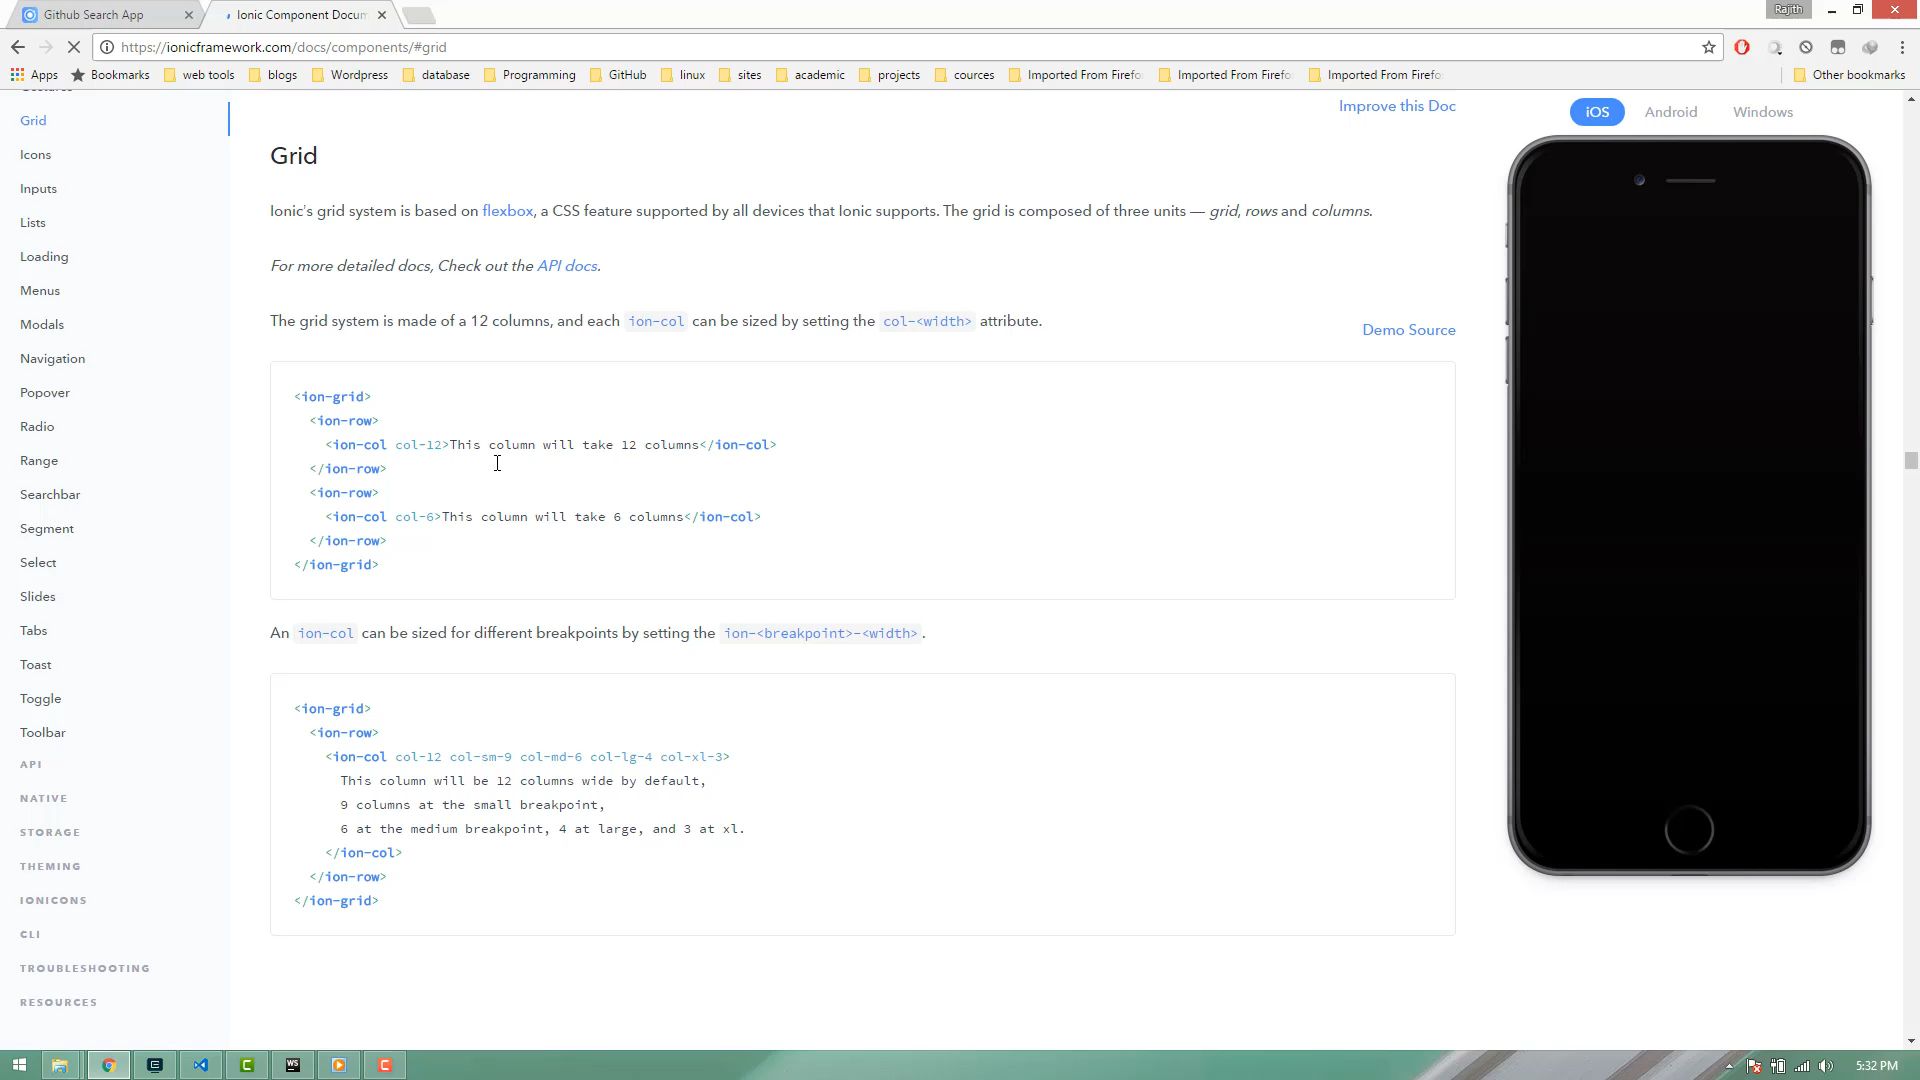 Github Search App
Ionic Component Docum
Rajith
https://ionicframework.com/docs/components/#grid
Apps
Bookmarks
web tools
blogs
Wordpress
database
Programming
GitHub
linux
sites
academic
projects
cources
Imported From Firefo
Imported From Firefo
Imported From Firefo
Other bookmarks
Gestures
Grid
Icons
Inputs
Lists
Loading
Menus
Modals
Navigation
Popover
Radio
Range
Searchbar
Segment
Select
Slides
Tabs
Toast
Toggle
Toolbar
API
NATIVE
STORAGE
THEMING
IONICONS
CLI
TROUBLESHOOTING
RESOURCES
Improve this Doc
Grid
Ionic's grid system is based on flexbox, a CSS feature supported by all devices that Ionic supports. The grid is composed of three units — grid, rows and columns.
For more detailed docs, Check out the API docs.
The grid system is made of a 12 columns, and each ion-col can be sized by setting the col-<width> attribute.
Demo Source
<ion-grid>
<ion-row>
<ion-col col-12>This column will take 12 columns</ion-col>
</ion-row>
<ion-row>
<ion-col col-6>This column will take 6 columns</ion-col>
</ion-row>
</ion-grid>
An ion-col can be sized for different breakpoints by setting the ion-<breakpoint>-<width>.
<ion-grid>
<ion-row>
<ion-col col-12 col-sm-9 col-md-6 col-lg-4 col-xl-3>
This column will be 12 columns wide by default,
9 columns at the small breakpoint,
6 at the medium breakpoint, 4 at large, and 3 at xl.
</ion-col>
</ion-row>
</ion-grid>
iOS
Android
Windows
WS
5:32 PM